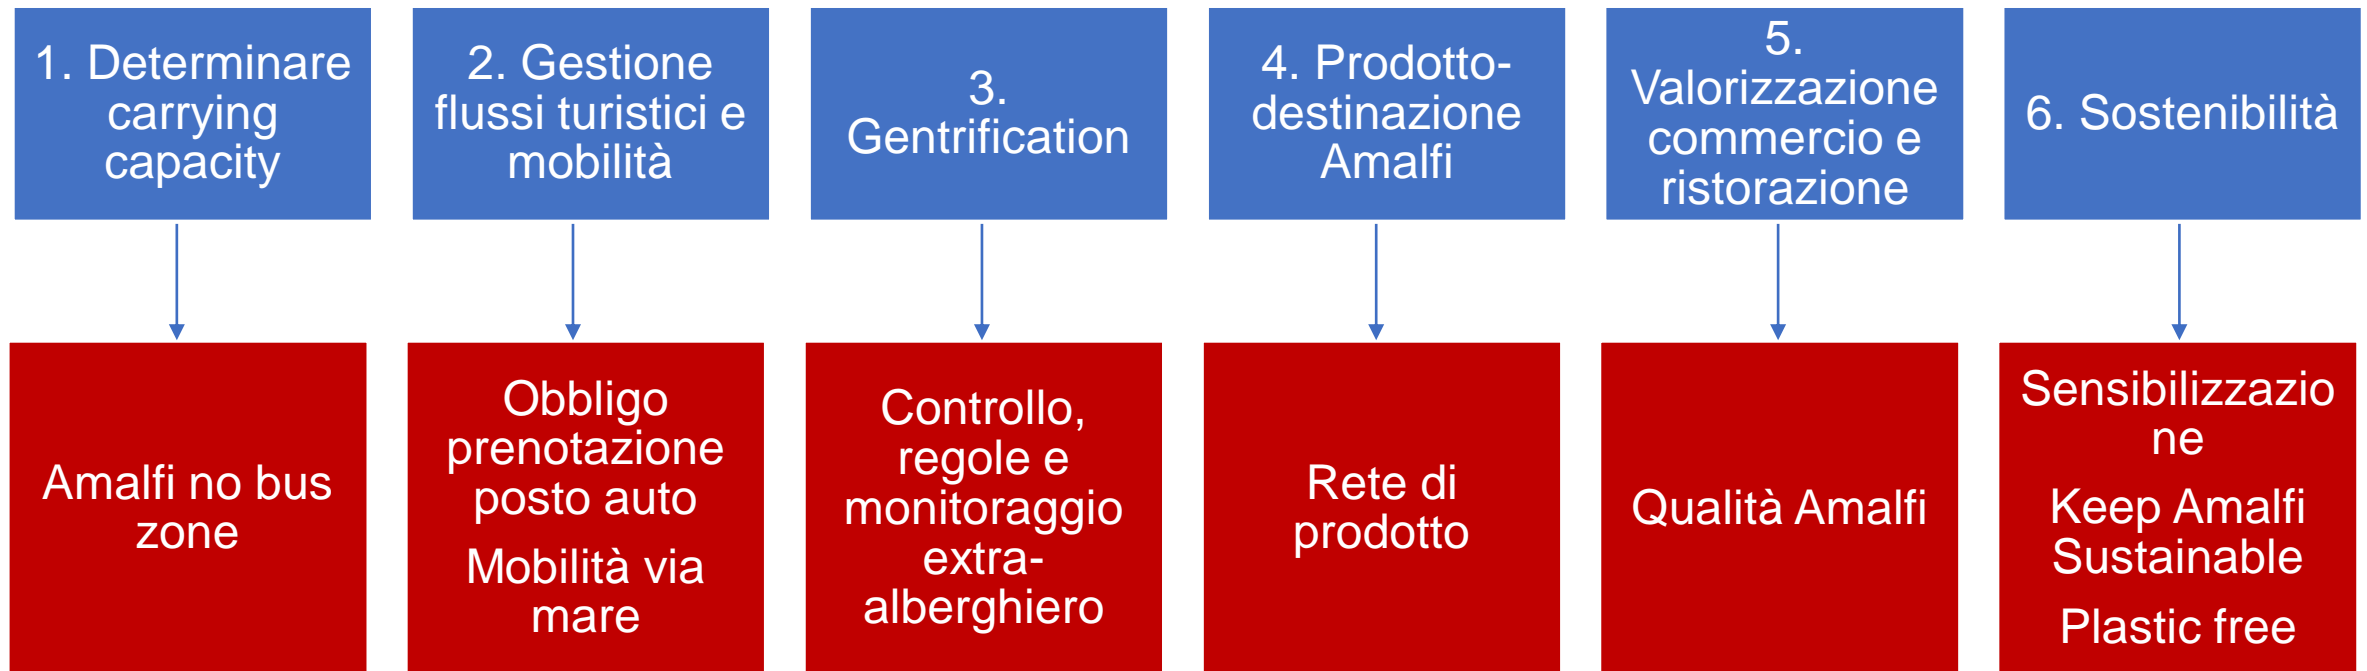 1. Determinare
carrying
capacity
2. Gestione
flussi turistici e
mobilità
3.
Gentrification
4. Prodotto-
destinazione
Amalfi
5.
Valorizzazione
commercio e
ristorazione
6. Sostenibilità
Amalfi no bus
zone
Obbligo
prenotazione
posto auto
Mobilità via
mare
Controllo,
regole e
monitoraggio
extra-
alberghiero
Rete di
prodotto
Qualità Amalfi
Sensibilizzazio
ne
Keep Amalfi
Sustainable
Plastic free